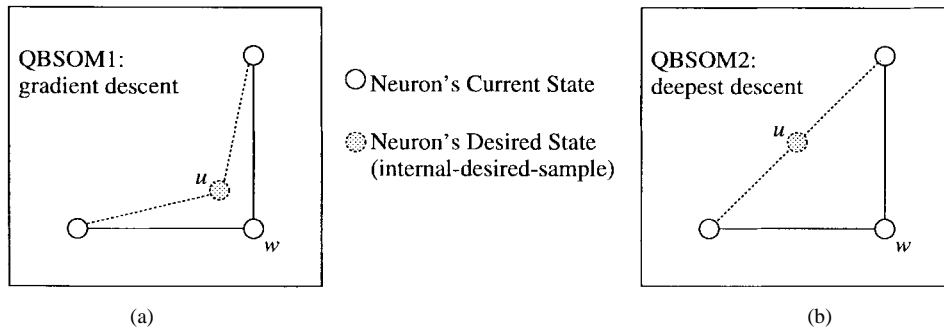 QBSOM1:
gradient descent
u
w
(a)
Neuron's Current State
Neuron's Desired State
(internal-desired-sample)
QBSOM2:
deepest descent
u
w
(b)